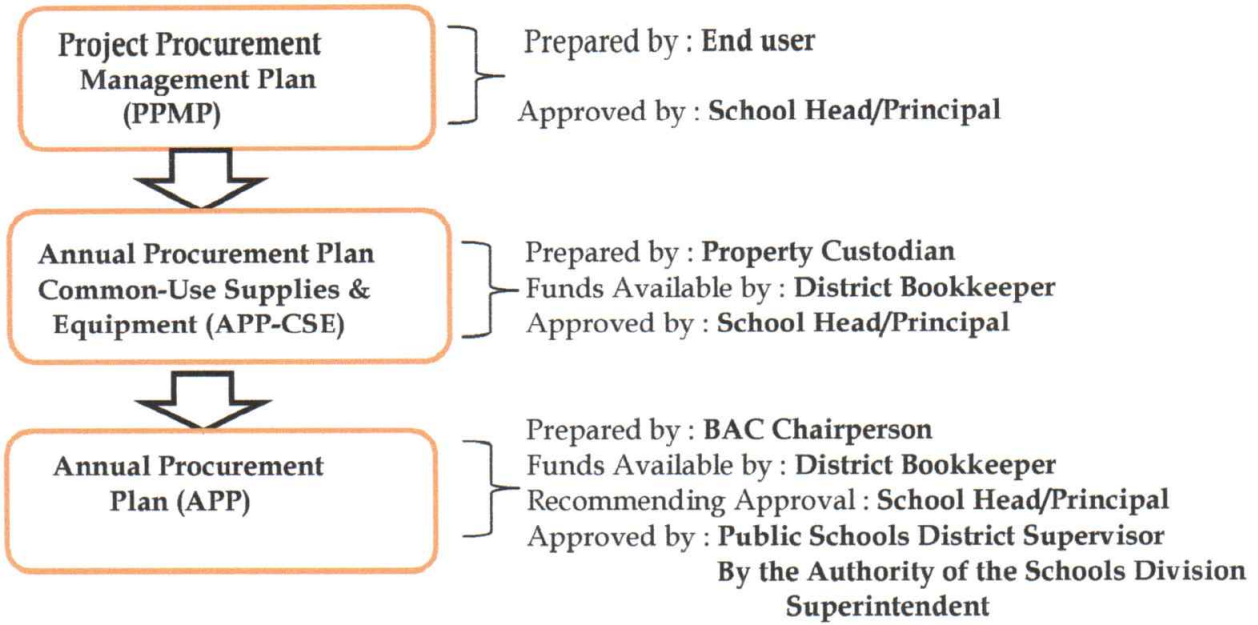 Project Procurement
Management Plan
(PPMP)
Prepared by : End user
Approved by : School Head/Principal
Annual Procurement Plan
Common-Use Supplies &
Equipment (APP-CSE)
Prepared by : Property Custodian
Funds Available by : District Bookkeeper
Approved by : School Head/Principal
Annual Procurement
Plan (APP)
Prepared by : BAC Chairperson
Funds Available by : District Bookkeeper
Recommending Approval : School Head/Principal
Approved by : Public Schools District Supervisor
By the Authority of the Schools Division
Superintendent